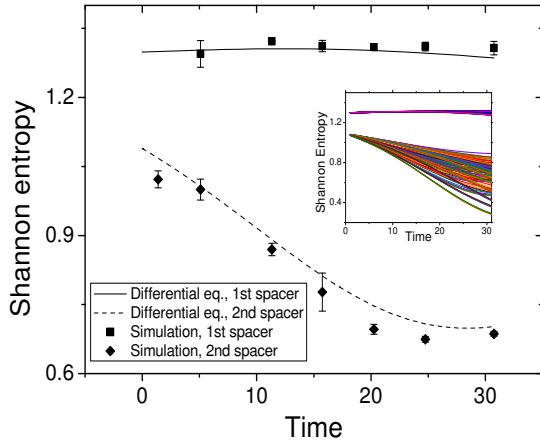 1.2
0.9
0.6
0
10
20
30
Shannon entropy
Time
Differential eq., 1st spacer
Differential eq., 2nd spacer
Simulation, 1st spacer
Simulation, 2nd spacer
1.2
0.8
0.4
0
10
20
30
Shannon Entropy
Time